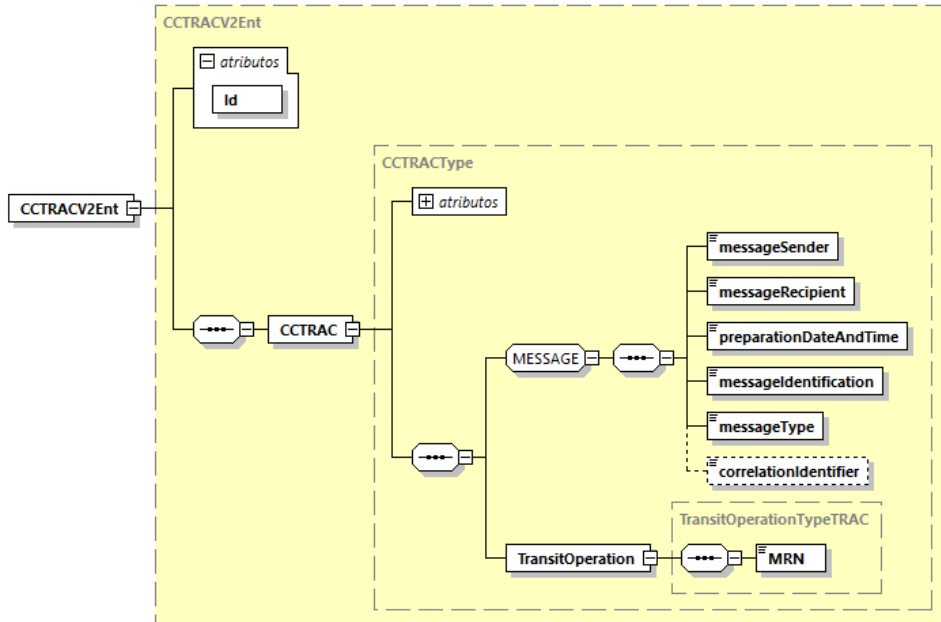 CCTRACV2Ent
atributos
Id
CCTRACType
atributos
CCTRACV2Ent
messageSender
messageRecipient
CCTRAC
preparationDateAndTime
MESSAGE
messageIdentification
messageType
correlationIdentifier
TransitOperationTypeTRAC
TransitOperation
MRN